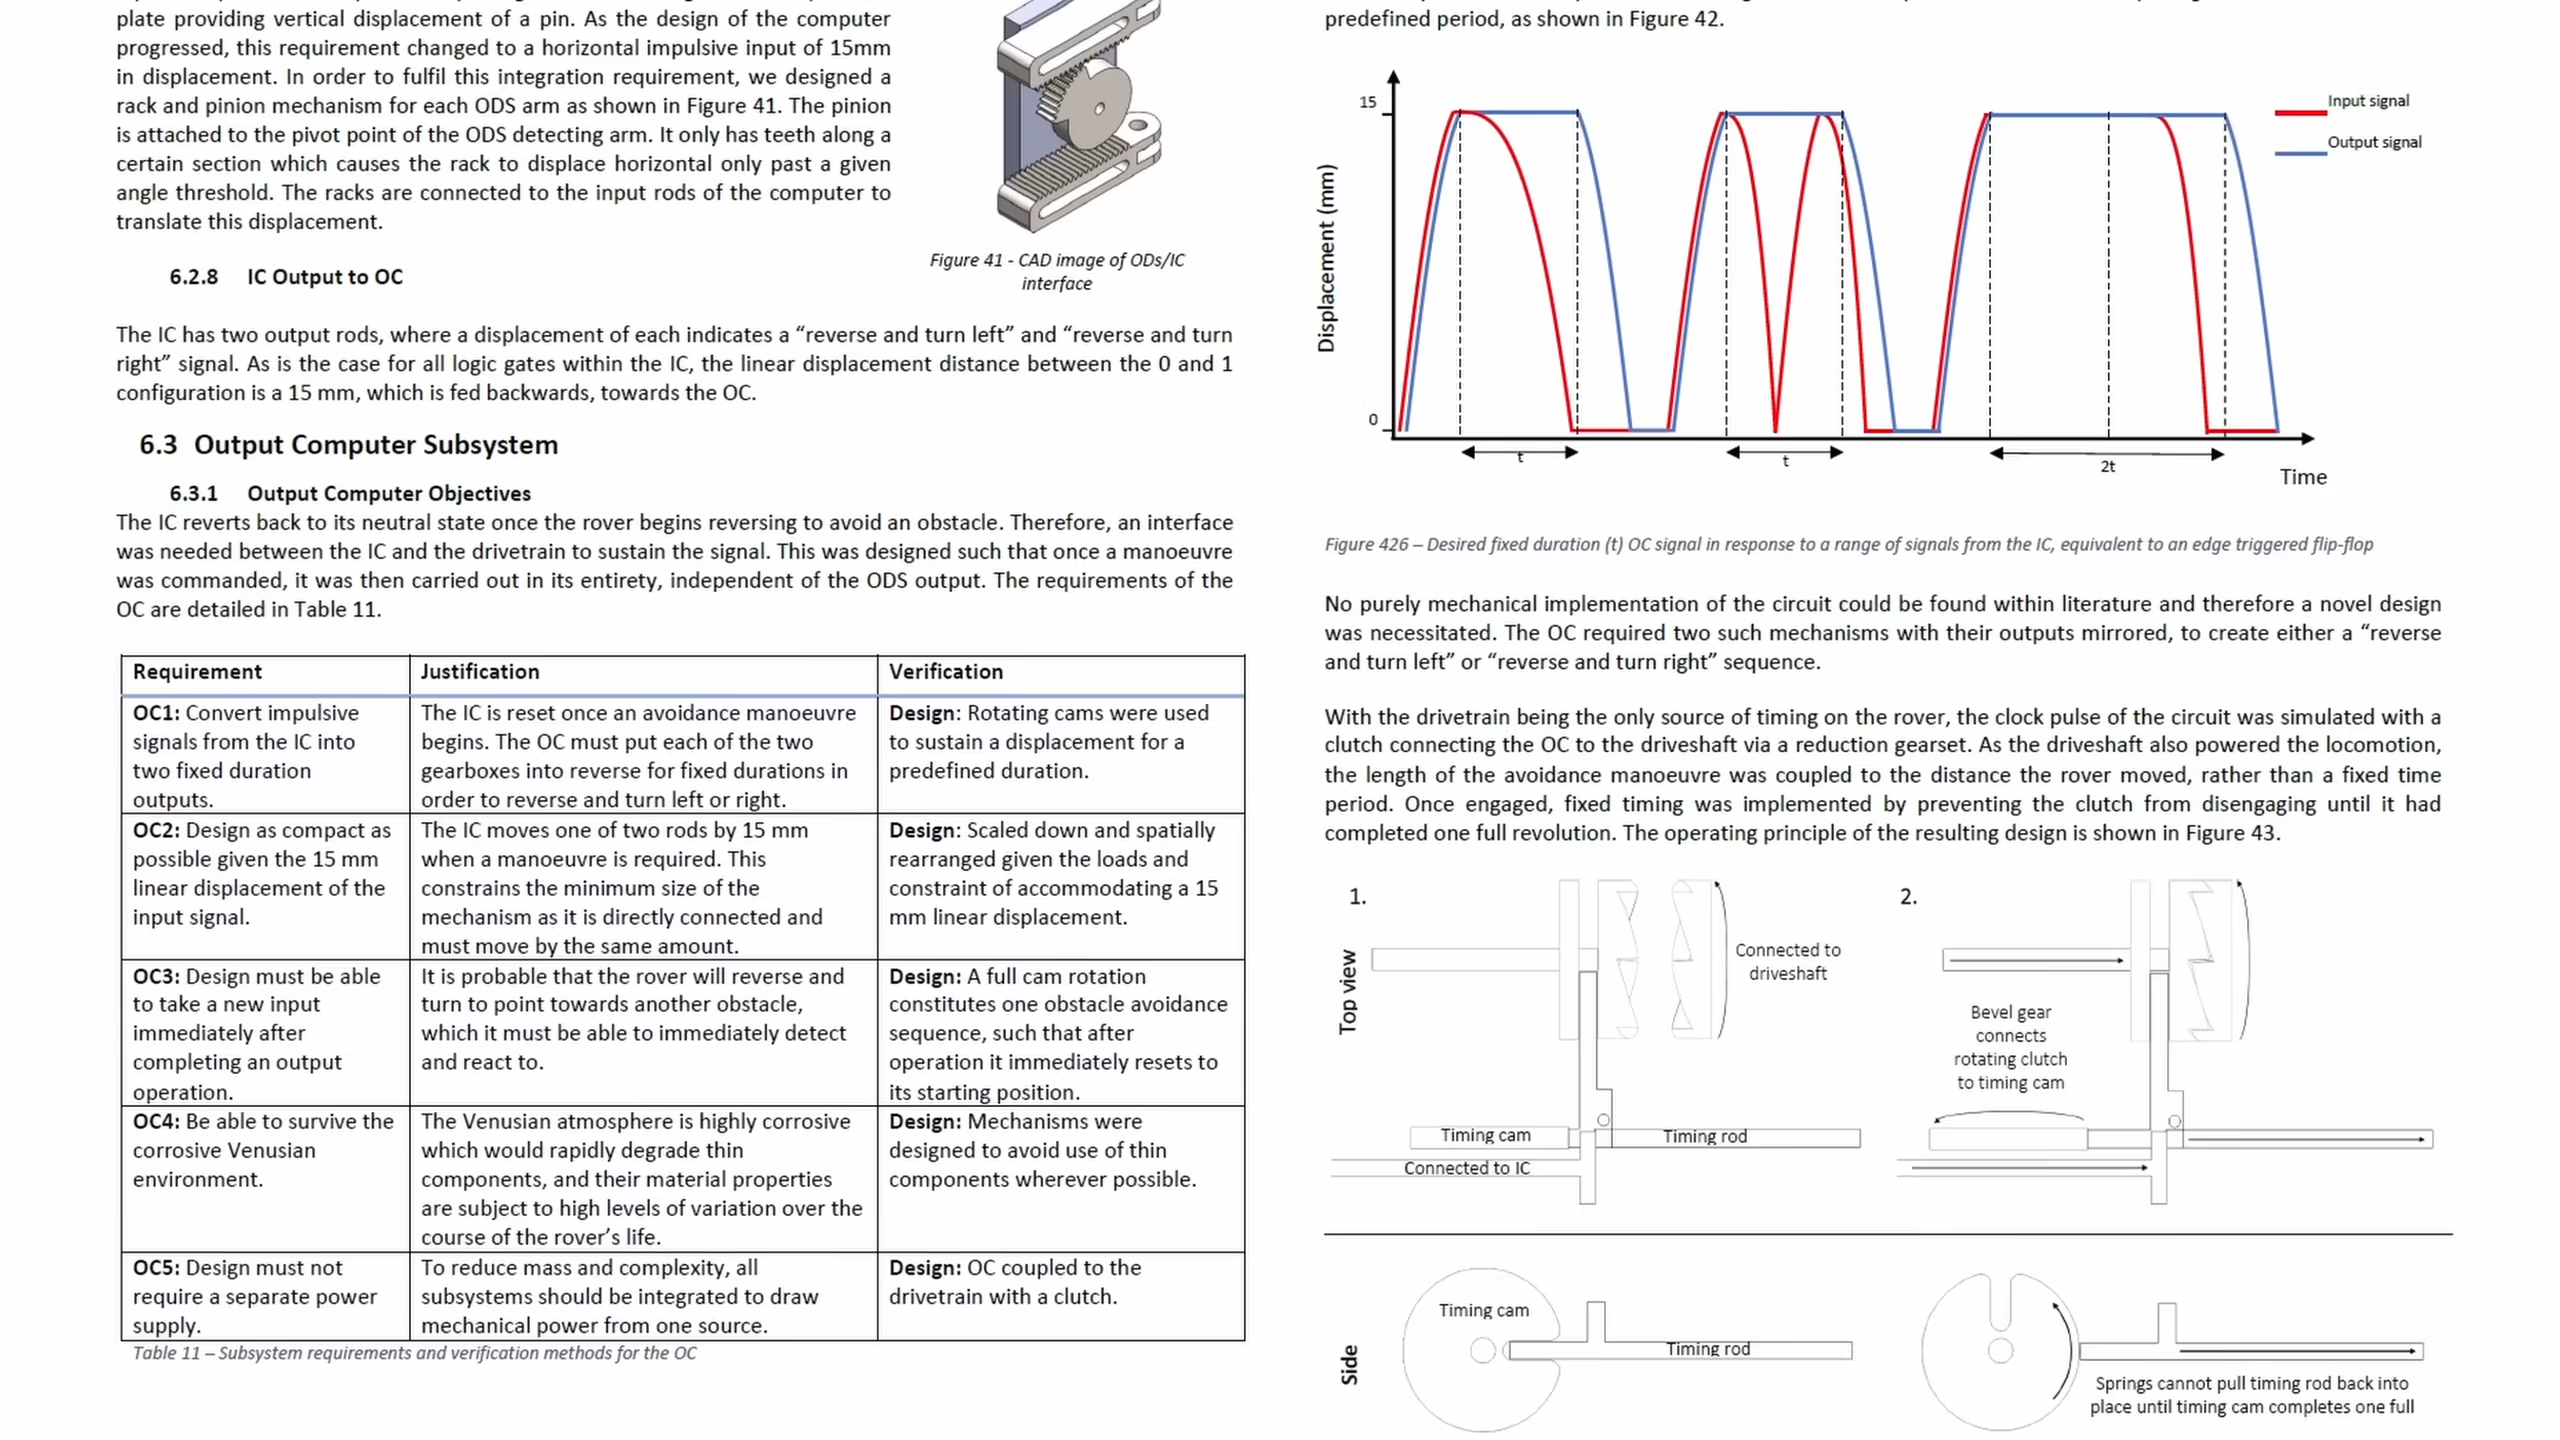 plate providing vertical displacement of a pin. As the design of the computer
progressed, this requirement changed to a horizontal impulsive input of 15mm
in displacement. In order to fulfil this integration requirement, we designed a
rack and pinion mechanism for each ODS arm as shown in Figure 41. The pinion
is attached to the pivot point of the ODS detecting arm. It only has teeth along a
certain section which causes the rack to displace horizontal only past a given
angle threshold. The racks are connected to the input rods of the computer to
translate this displacement.
Figure 41 - CAD image of ODs/IC
interface
6.2.8 IC Output to OC
The IC has two output rods, where a displacement of each indicates a “reverse and turn left” and “reverse and turn
right” signal. As is the case for all logic gates within the IC, the linear displacement distance between the 0 and 1
configuration is a 15 mm, which is fed backwards, towards the OC.
6.3 Output Computer Subsystem
6.3.1 Output Computer Objectives
The IC reverts back to its neutral state once the rover begins reversing to avoid an obstacle. Therefore, an interface
was needed between the IC and the drivetrain to sustain the signal. This was designed such that once a manoeuvre
was commanded, it was then carried out in its entirety, independent of the ODS output. The requirements of the
OC are detailed in Table 11.
Requirement
Justification
Verification
OC1: Convert impulsive
signals from the IC into
two fixed duration
outputs.
The IC is reset once an avoidance manoeuvre
begins. The OC must put each of the two
gearboxes into reverse for fixed durations in
order to reverse and turn left or right.
Design: Rotating cams were used
to sustain a displacement for a
predefined duration.
OC2: Design as compact as
possible given the 15 mm
linear displacement of the
input signal.
The IC moves one of two rods by 15 mm
when a manoeuvre is required. This
constrains the minimum size of the
mechanism as it is directly connected and
must move by the same amount.
Design: Scaled down and spatially
rearranged given the loads and
constraint of accommodating a 15
mm linear displacement.
OC3: Design must be able
to take a new input
immediately after
completing an output
operation.
It is probable that the rover will reverse and
turn to point towards another obstacle,
which it must be able to immediately detect
and react to.
Design: A full cam rotation
constitutes one obstacle avoidance
sequence, such that after
operation it immediately resets to
its starting position.
OC4: Be able to survive the
corrosive Venusian
environment.
The Venusian atmosphere is highly corrosive
which would rapidly degrade thin
components, and their material properties
are subject to high levels of variation over the
course of the rover’s life.
Design: Mechanisms were
designed to avoid use of thin
components wherever possible.
OC5: Design must not
require a separate power
supply.
To reduce mass and complexity, all
subsystems should be integrated to draw
mechanical power from one source.
Design: OC coupled to the
drivetrain with a clutch.
Table 11 – Subsystem requirements and verification methods for the OC
predefined period, as shown in Figure 42.
15
0
Displacement (mm)
Input signal
Output signal
t
t
2t
Time
Figure 426 – Desired fixed duration (t) OC signal in response to a range of signals from the IC, equivalent to an edge triggered flip-flop
No purely mechanical implementation of the circuit could be found within literature and therefore a novel design
was necessitated. The OC required two such mechanisms with their outputs mirrored, to create either a “reverse
and turn left” or “reverse and turn right” sequence.
With the drivetrain being the only source of timing on the rover, the clock pulse of the circuit was simulated with a
clutch connecting the OC to the driveshaft via a reduction gearset. As the driveshaft also powered the locomotion,
the length of the avoidance manoeuvre was coupled to the distance the rover moved, rather than a fixed time
period. Once engaged, fixed timing was implemented by preventing the clutch from disengaging until it had
completed one full revolution. The operating principle of the resulting design is shown in Figure 43.
1.
2.
Top view
Connected to
driveshaft
Timing cam
Timing rod
Connected to IC
Bevel gear
connects
rotating clutch
to timing cam
Side
Timing cam
Timing rod
Springs cannot pull timing rod back into
place until timing cam completes one full